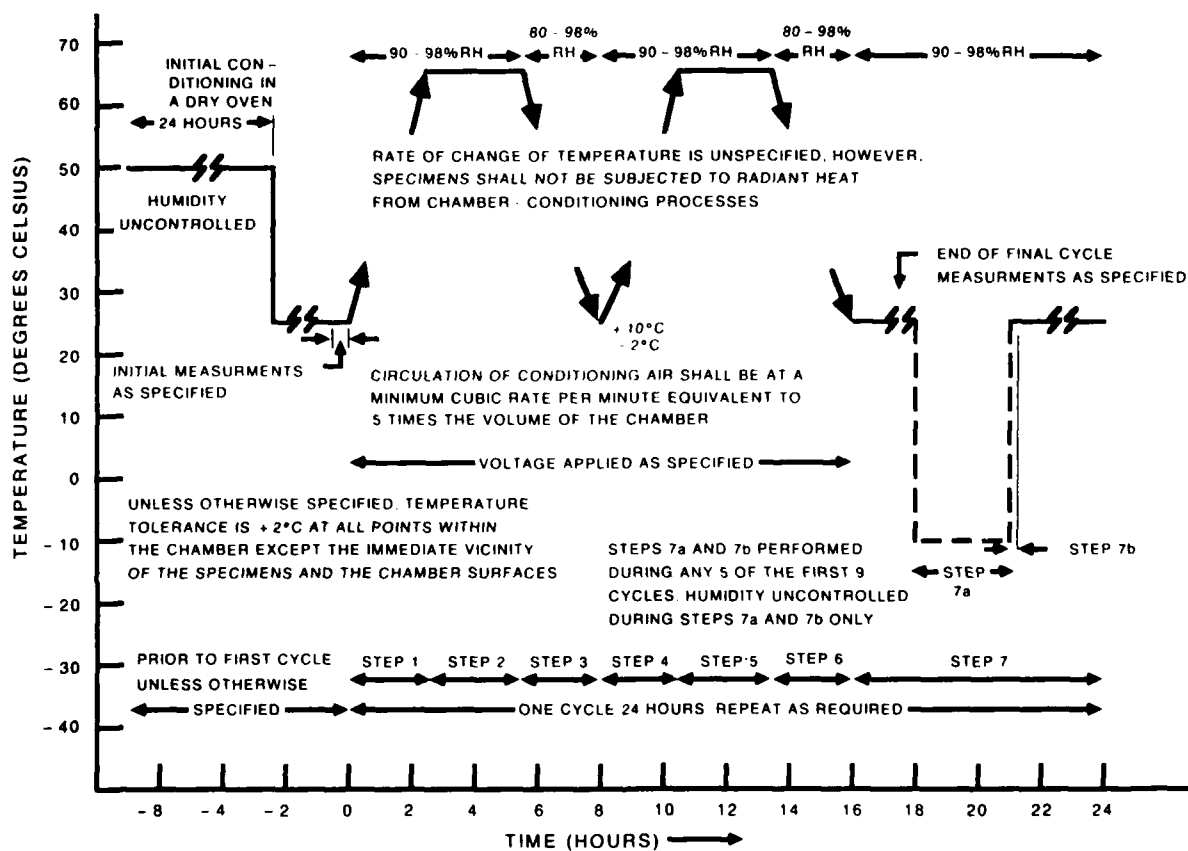 80 - 98%
RH
80 - 98%
RH
90 - 98%RH
90 - 98%RH
90 - 98%RH
INITIAL CON -
DITIONING IN
A DRY OVEN
24 HOURS
HUMIDITY
UNCONTROLLED
RATE OF CHANGE OF TEMPERATURE IS UNSPECIFIED, HOWEVER,
SPECIMENS SHALL NOT BE SUBJECTED TO RADIANT HEAT
FROM CHAMBER - CONDITIONING PROCESSES
END OF FINAL CYCLE
MEASURMENTS AS SPECIFIED
+ 10°C
- 2°C
INITIAL MEASURMENTS
AS SPECIFIED
CIRCULATION OF CONDITIONING AIR SHALL BE AT A
MINIMUM CUBIC RATE PER MINUTE EQUIVALENT TO
5 TIMES THE VOLUME OF THE CHAMBER
VOLTAGE APPLIED AS SPECIFIED
UNLESS OTHERWISE SPECIFIED, TEMPERATURE
TOLERANCE IS + 2°C AT ALL POINTS WITHIN
THE CHAMBER EXCEPT THE IMMEDIATE VICINITY
OF THE SPECIMENS AND THE CHAMBER SURFACES
STEPS 7a AND 7b PERFORMED
DURING ANY 5 OF THE FIRST 9
CYCLES. HUMIDITY UNCONTROLLED
DURING STEPS 7a AND 7b ONLY
STEP 7b
STEP
7a
PRIOR TO FIRST CYCLE
UNLESS OTHERWISE
SPECIFIED
STEP 1
STEP 2
STEP 3
STEP 4
STEP 5
STEP 6
STEP 7
ONE CYCLE 24 HOURS REPEAT AS REQUIRED
TEMPERATURE (DEGREES CELSIUS)
70
60
50
40
30
20
10
0
- 10
- 20
- 30
- 40
- 8
- 4
- 2
0
2
4
6
8
10
12
14
16
18
20
22
24
TIME (HOURS)